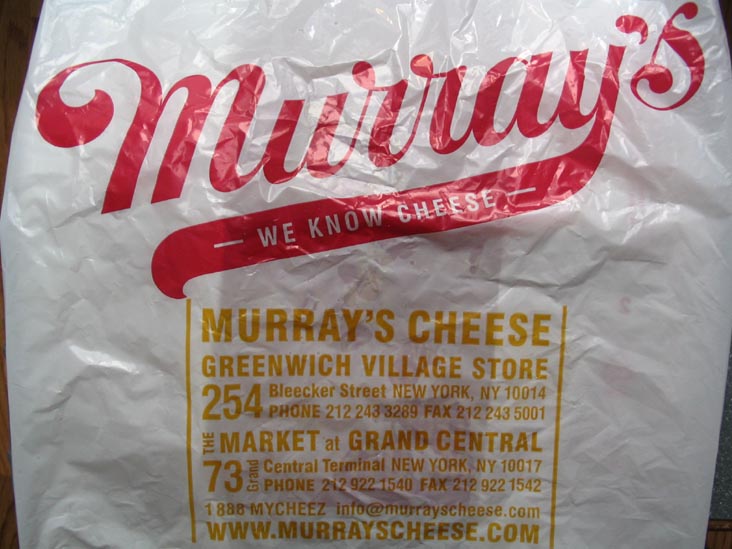 Murray's
— WE KNOW CHEESE —
MURRAY'S CHEESE
GREENWICH VILLAGE STORE
254 Bleecker Street NEW YORK, NY 10014
PHONE 212 243 3289 FAX 212 243 5001
THE MARKET at GRAND CENTRAL
73 Grand Central Terminal NEW YORK, NY 10017
PHONE 212 922 1540 FAX 212 922 1542
1 888 MYCHEEZ info@murrayscheese.com
WWW.MURRAYSCHEESE.COM